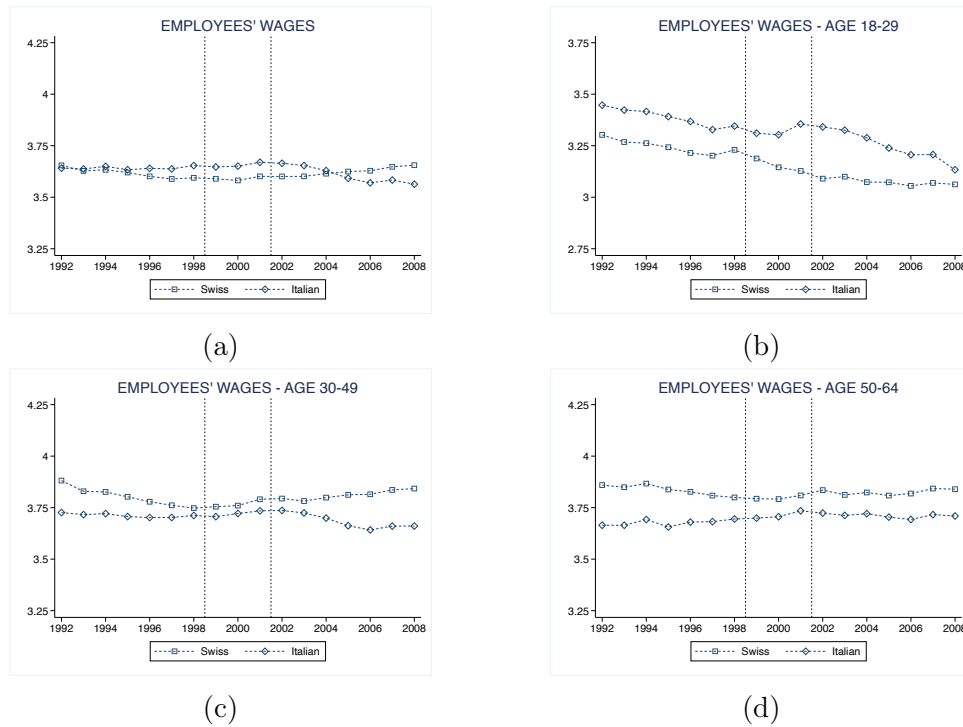 EMPLOYEES' WAGES
4.25
4
3.75
3.5
3.25
1992 1994 1996 1998 2000 2002 2004 2006 2008
Swiss Italian
(a)
EMPLOYEES' WAGES - AGE 18-29
3.75
3.5
3.25
3
2.75
1992 1994 1996 1998 2000 2002 2004 2006 2008
Swiss Italian
(b)
EMPLOYEES' WAGES - AGE 30-49
4.25
4
3.75
3.5
3.25
1992 1994 1996 1998 2000 2002 2004 2006 2008
Swiss Italian
(c)
EMPLOYEES' WAGES - AGE 50-64
4.25
4
3.75
3.5
3.25
1992 1994 1996 1998 2000 2002 2004 2006 2008
Swiss Italian
(d)